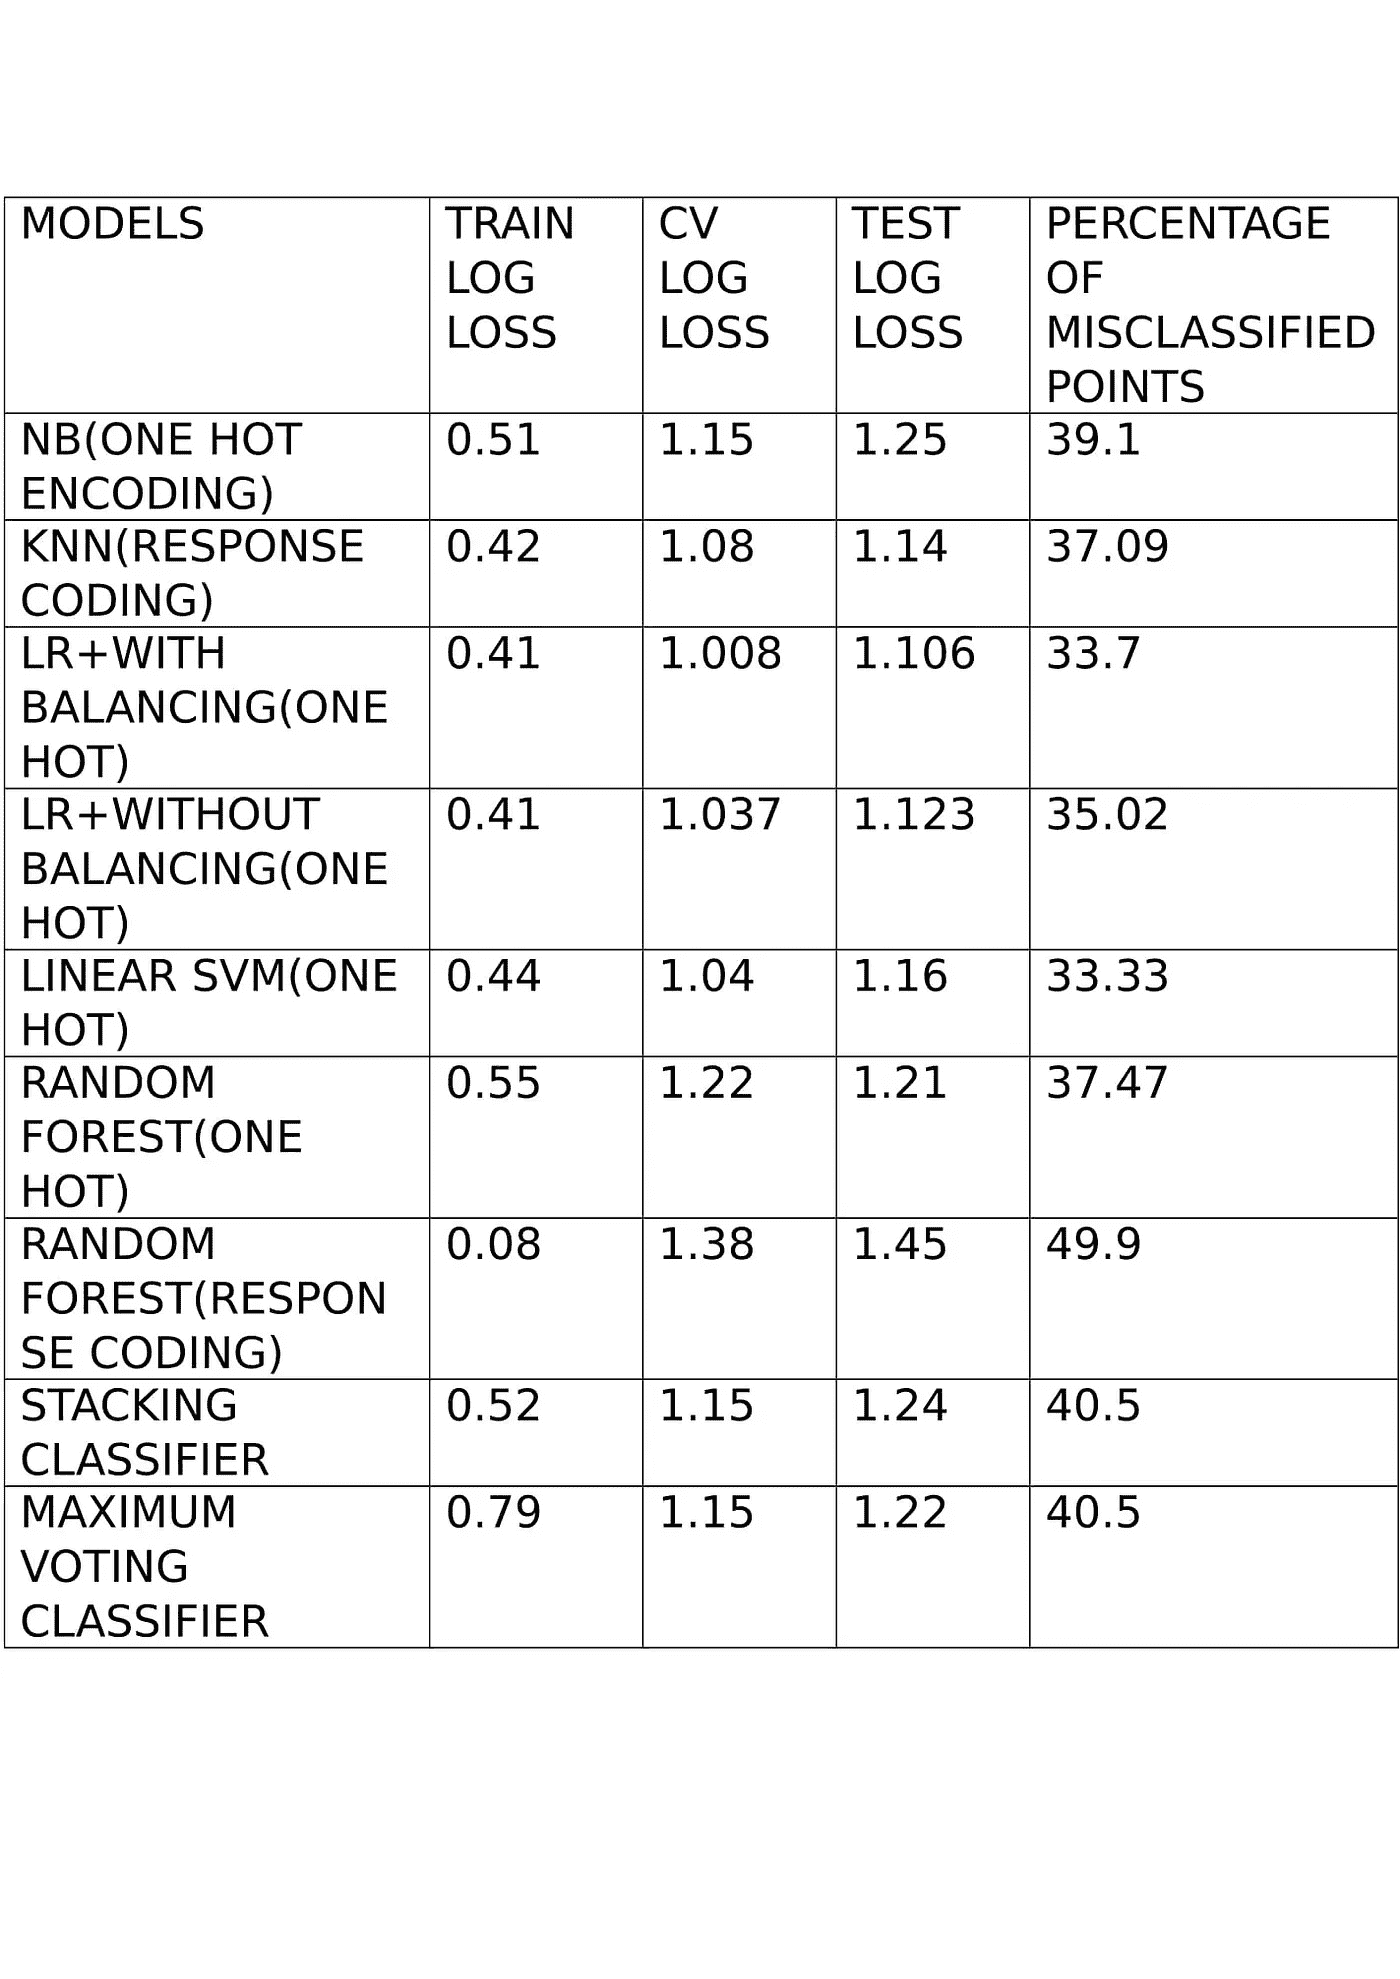 MODELS
TRAIN
LOG
LOSS
CV
LOG
LOSS
TEST
LOG
LOSS
PERCENTAGE
OF
MISCLASSIFIED
POINTS
NB(ONE HOT
ENCODING)
0.51
1.15
1.25
39.1
KNN(RESPONSE
CODING)
0.42
1.08
1.14
37.09
LR+WITH
BALANCING(ONE
HOT)
0.41
1.008
1.106
33.7
LR+WITHOUT
BALANCING(ONE
HOT)
0.41
1.037
1.123
35.02
LINEAR SVM(ONE
HOT)
0.44
1.04
1.16
33.33
RANDOM
FOREST(ONE
HOT)
0.55
1.22
1.21
37.47
RANDOM
FOREST(RESPON
SE CODING)
0.08
1.38
1.45
49.9
STACKING
CLASSIFIER
0.52
1.15
1.24
40.5
MAXIMUM
VOTING
CLASSIFIER
0.79
1.15
1.22
40.5